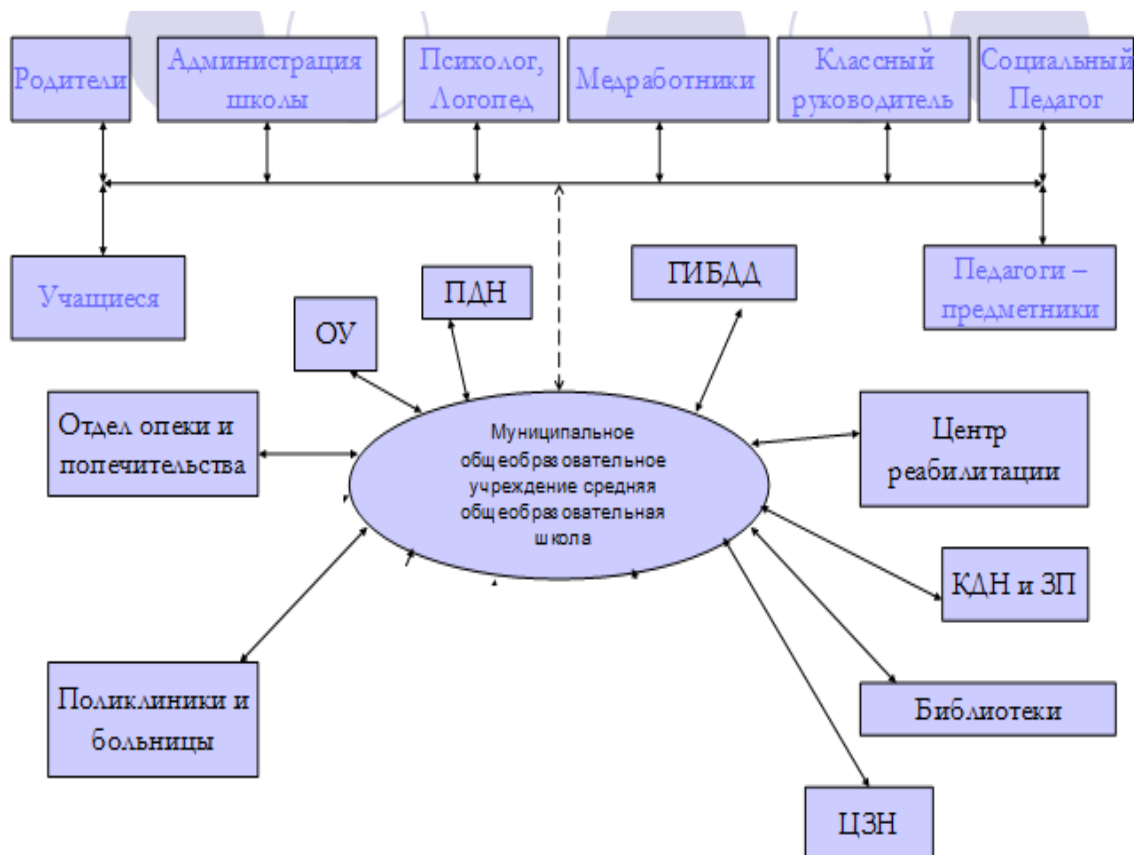 Родители
Администрация
школы
Психолог,
Логопед
Медработники
Классный
руководитель
Социальный
Педагог
Учащиеся
ПДН
ГИБДД
Педагоги –
предметники
ОУ
Отдел опеки и
попечительства
Муниципальное
общеобразовательное
учреждение средняя
общеобразовательная
школа
Центр
реабилитации
КДН и ЗП
Поликлиники и
больницы
Библиотеки
ЦЗН